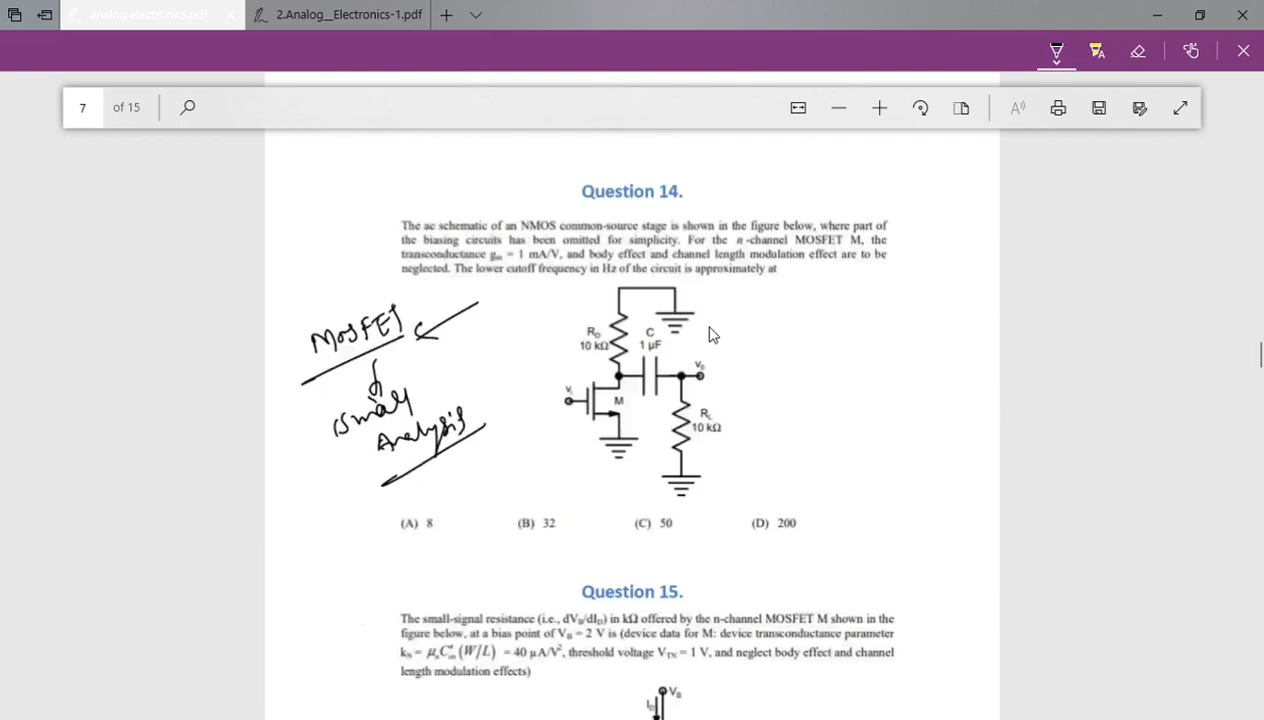 analog electronics.pdf
2.Analog__Electronics-1.pdf
7 of 15
Question 14.
The ac schematic of an NMOS common-source stage is shown in the figure below, where part of
the biasing circuits has been omitted for simplicity. For the n-channel MOSFET M, the
transconductance gm = 1 mA/V, and body effect and channel length modulation effect are to be
neglected. The lower cutoff frequency in Hz of the circuit is approximately at
MOSFET
Small
Analysis
RD
10 kΩ
C
1 μF
Vo
Vi
M
RL
10 kΩ
(A) 8 (B) 32 (C) 50 (D) 200
Question 15.
The small-signal resistance (i.e., dVB/dID) in kΩ offered by the n-channel MOSFET M shown in the
figure below, at a bias point of VB = 2 V is (device data for M: device transconductance parameter
kN = μnC'ox (W/L) = 40 μA/V², threshold voltage VTN = 1 V, and neglect body effect and channel
length modulation effects)
VB
ID